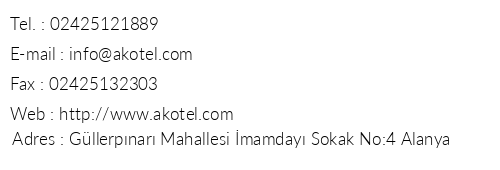 Tel. : 02425121889
E-mail : info@akotel.com
Fax : 02425132303
Web : http://www.akotel.com
Adres : Güllerpınarı Mahallesi İmamdayı Sokak No:4 Alanya